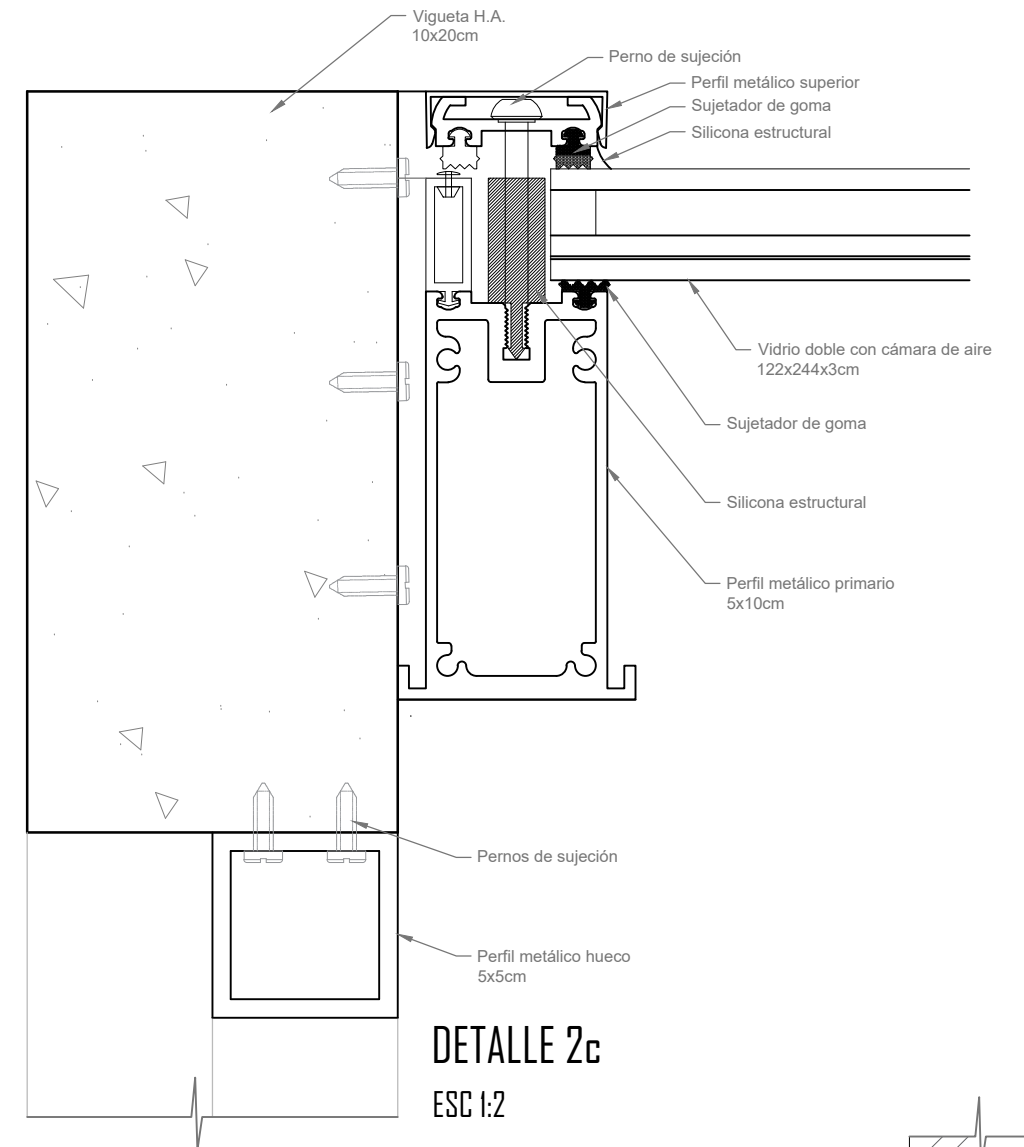 Vigueta H.A.
10x20cm
Perno de sujeción
Perfil metálico superior
Sujetador de goma
Silicona estructural
Vidrio doble con cámara de aire
122x244x3cm
Sujetador de goma
Silicona estructural
Perfil metálico primario
5x10cm
Pernos de sujeción
Perfil metálico hueco
5x5cm
DETALLE 2c
ESC 1:2